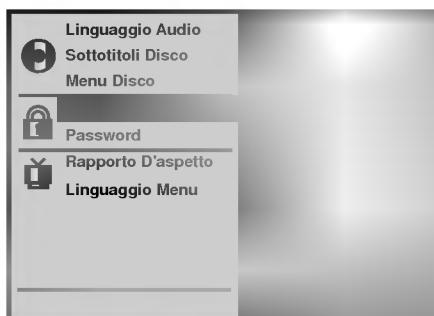 Linguaggio Audio
Sottotitoli Disco
Menu Disco
Password
Rapporto D'aspetto
Linguaggio Menu